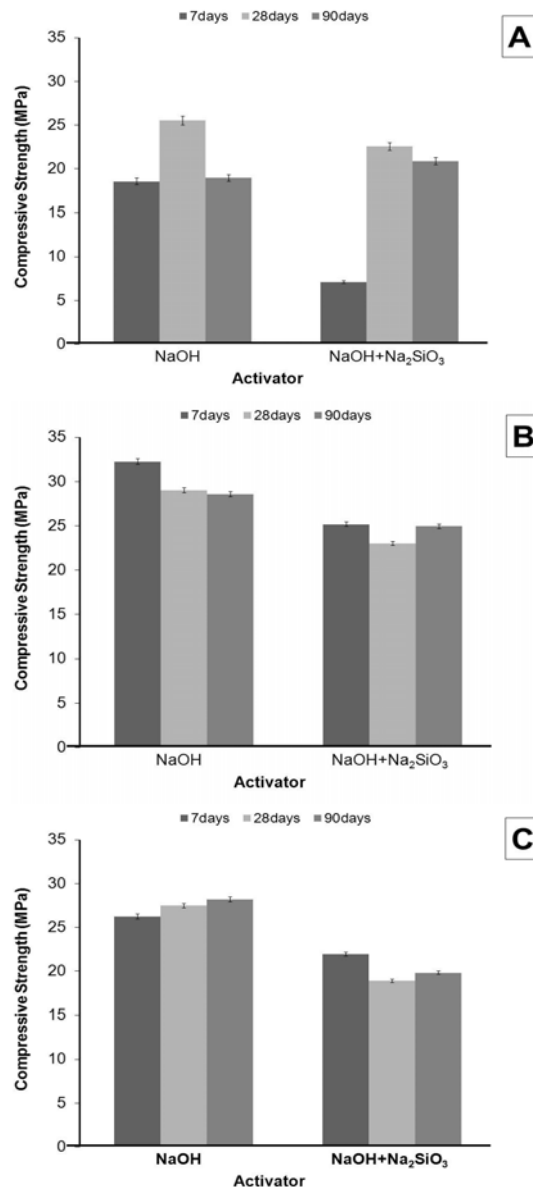 ■7days ■28days ■90days
A
Compressive Strength (MPa)
35
30
25
20
15
10
5
0
NaOH NaOH+Na₂SiO₃
Activator
■7days ■28days ■90days
B
Compressive Strength (MPa)
35
30
25
20
15
10
5
0
NaOH NaOH+Na₂SiO₃
Activator
■7days ■28days ■90days
C
Compressive Strength (MPa)
35
30
25
20
15
10
5
0
NaOH NaOH+Na₂SiO₃
Activator